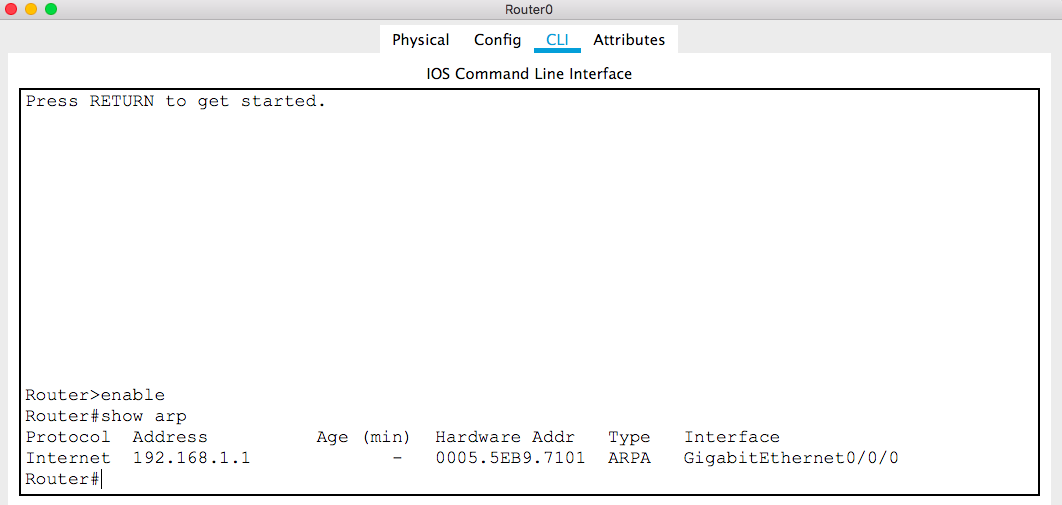 Router0
Physical Config CLI Attributes
IOS Command Line Interface
Press RETURN to get started.
Router>enable
Router#show arp
Protocol  Address          Age (min)  Hardware Addr   Type   Interface
Internet  192.168.1.1             -   0005.5EB9.7101  ARPA   GigabitEthernet0/0/0
Router#